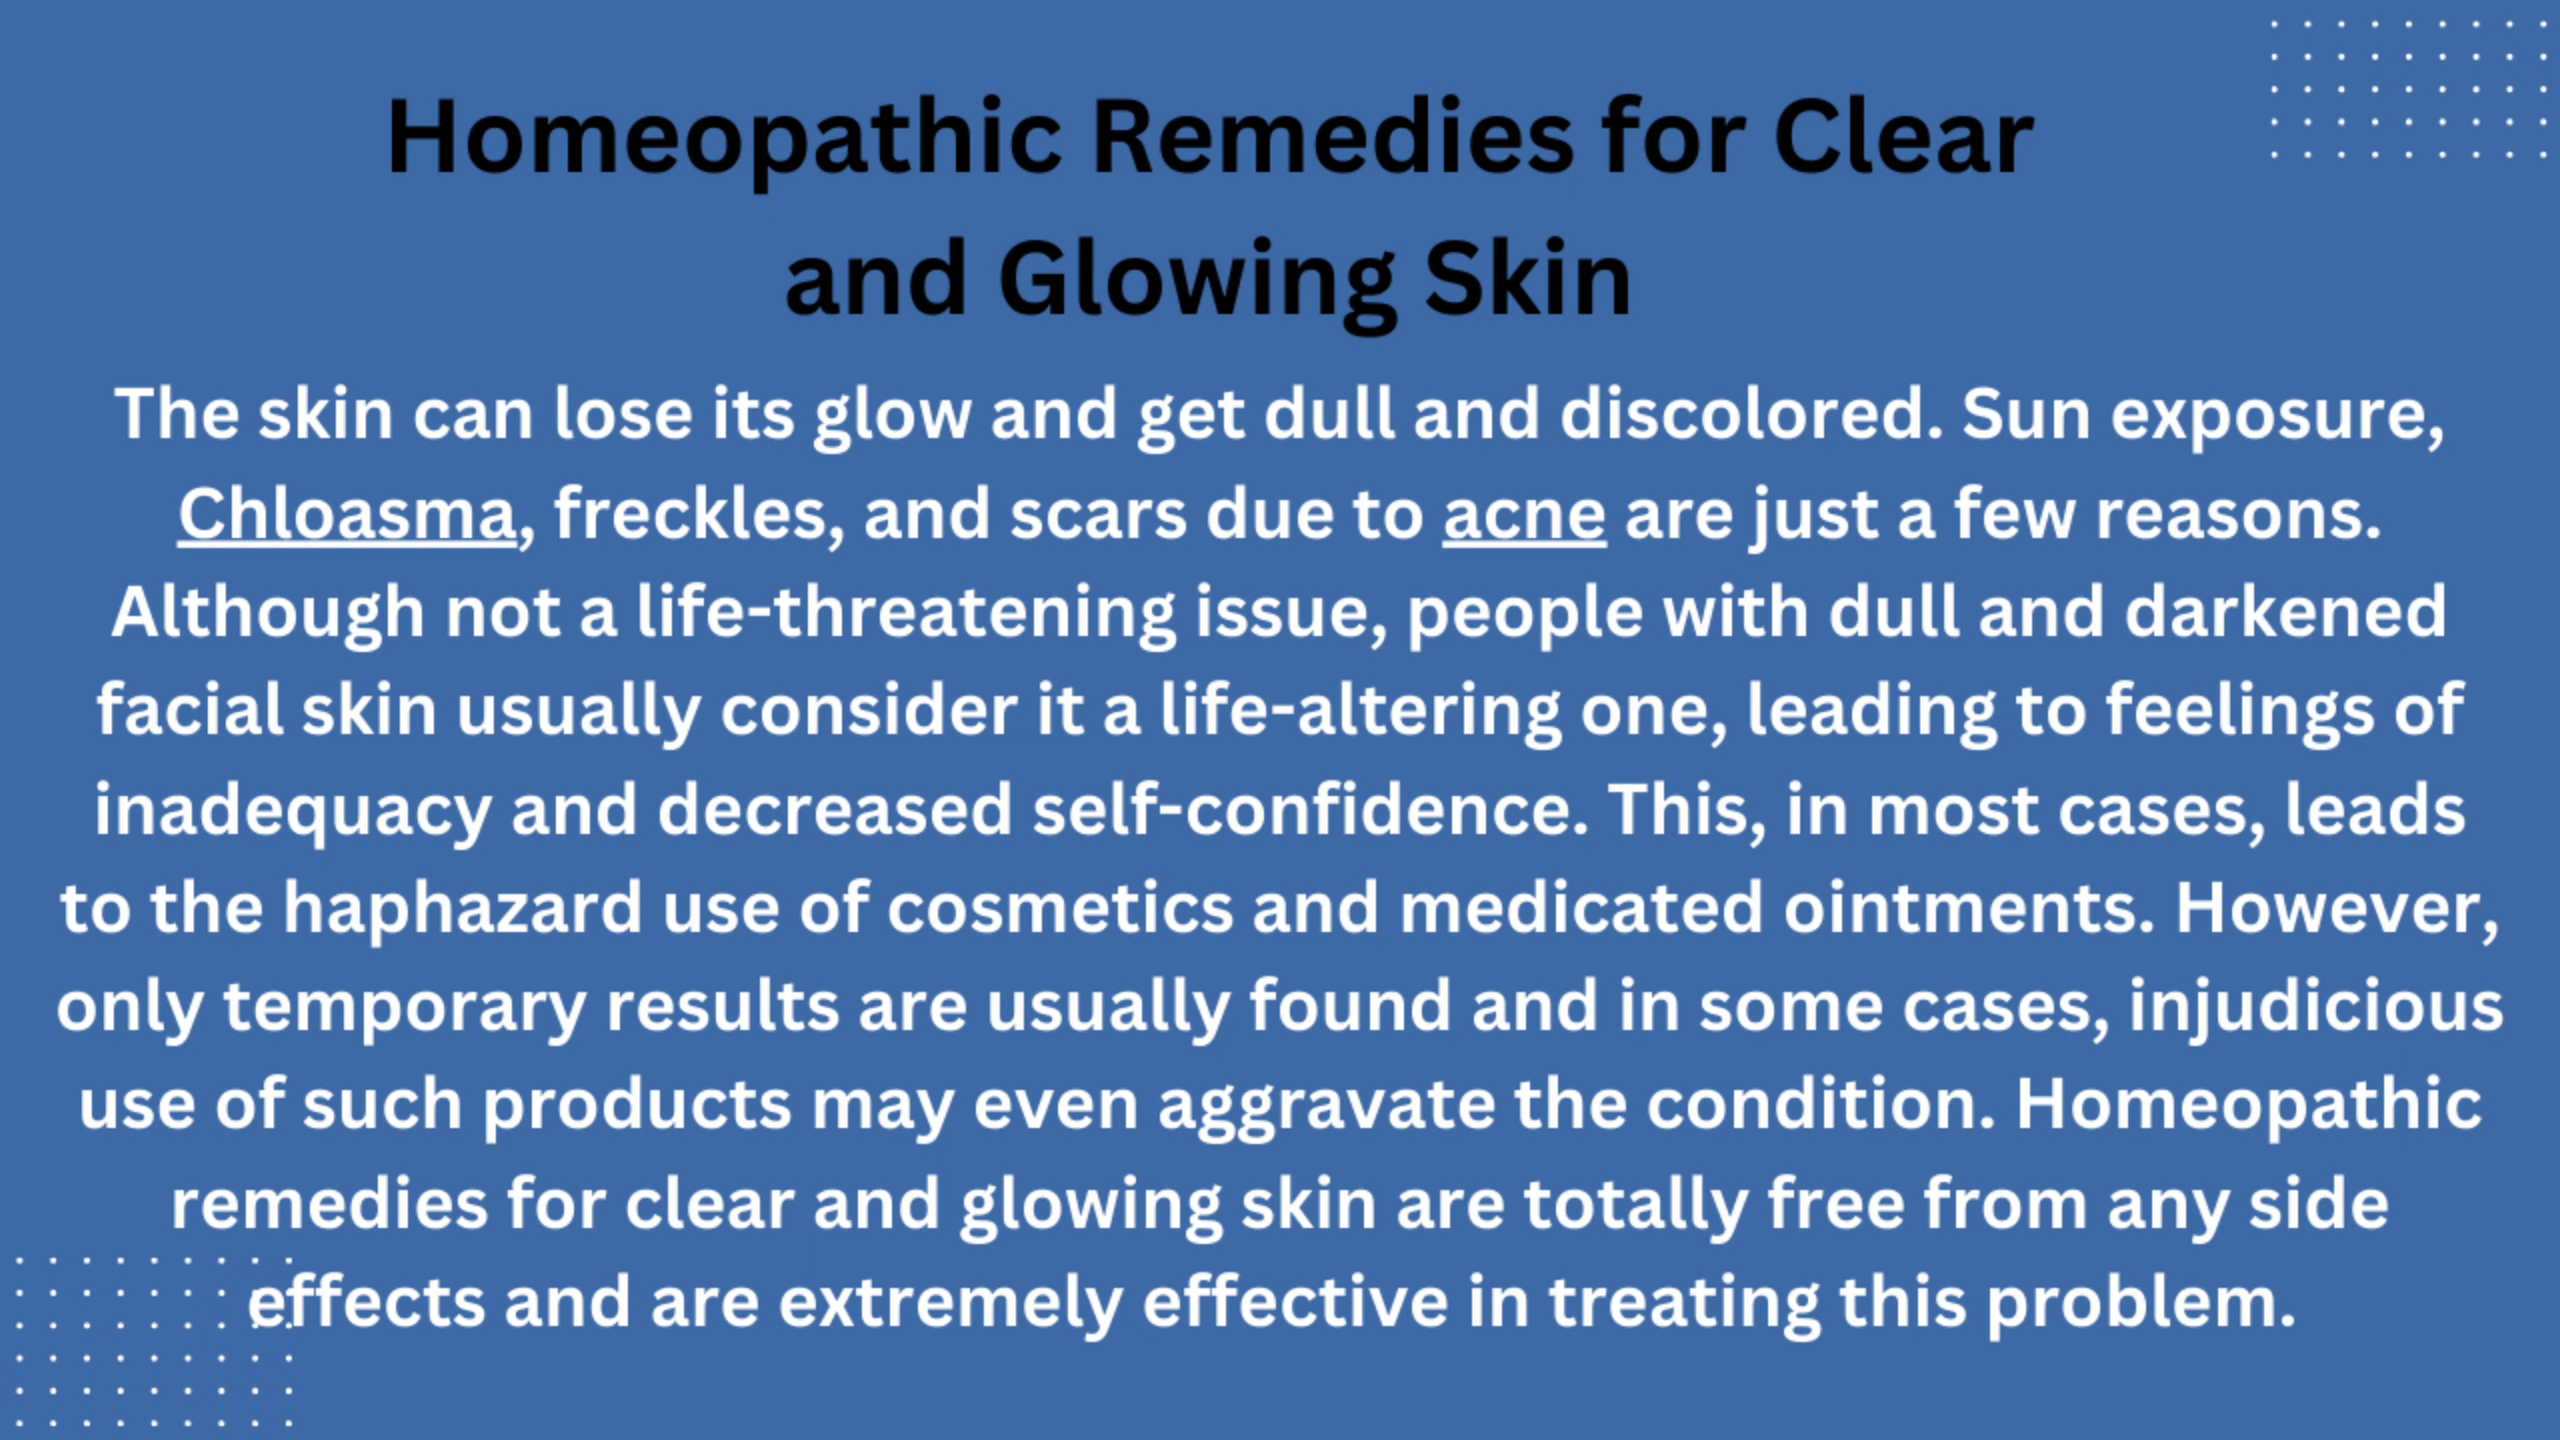 Homeopathic Remedies for Clear
and Glowing Skin
The skin can lose its glow and get dull and discolored. Sun exposure,
Chloasma, freckles, and scars due to acne are just a few reasons.
Although not a life-threatening issue, people with dull and darkened
facial skin usually consider it a life-altering one, leading to feelings of
inadequacy and decreased self-confidence. This, in most cases, leads
to the haphazard use of cosmetics and medicated ointments. However,
only temporary results are usually found and in some cases, injudicious
use of such products may even aggravate the condition. Homeopathic
remedies for clear and glowing skin are totally free from any side
effects and are extremely effective in treating this problem.